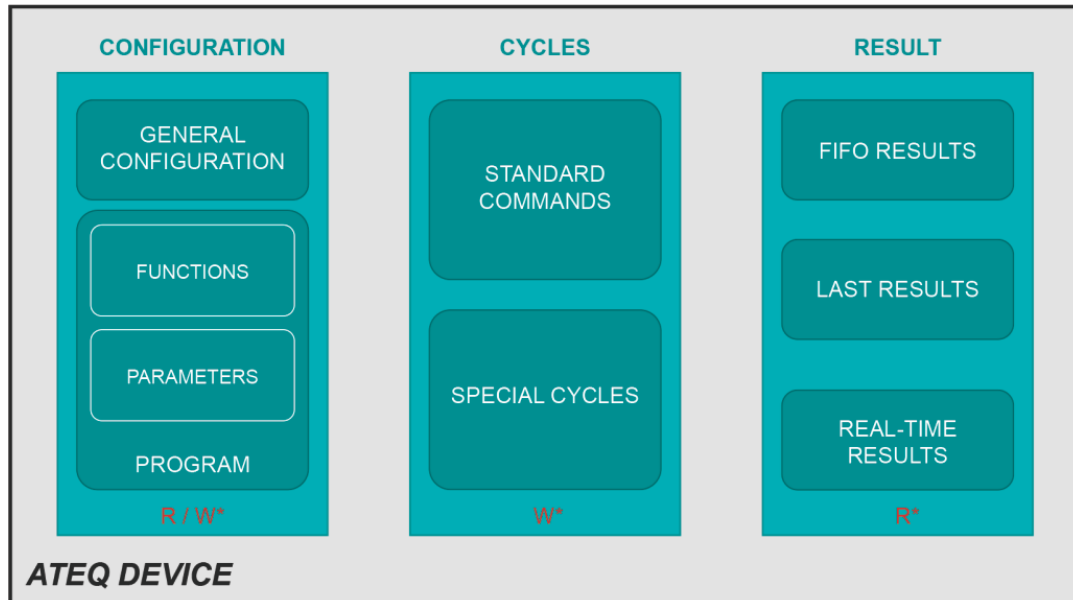 CONFIGURATION
GENERAL
CONFIGURATION
FUNCTIONS
PARAMETERS
PROGRAM
R / W*
CYCLES
STANDARD
COMMANDS
SPECIAL CYCLES
W*
RESULT
FIFO RESULTS
LAST RESULTS
REAL-TIME
RESULTS
R*
ATEQ DEVICE